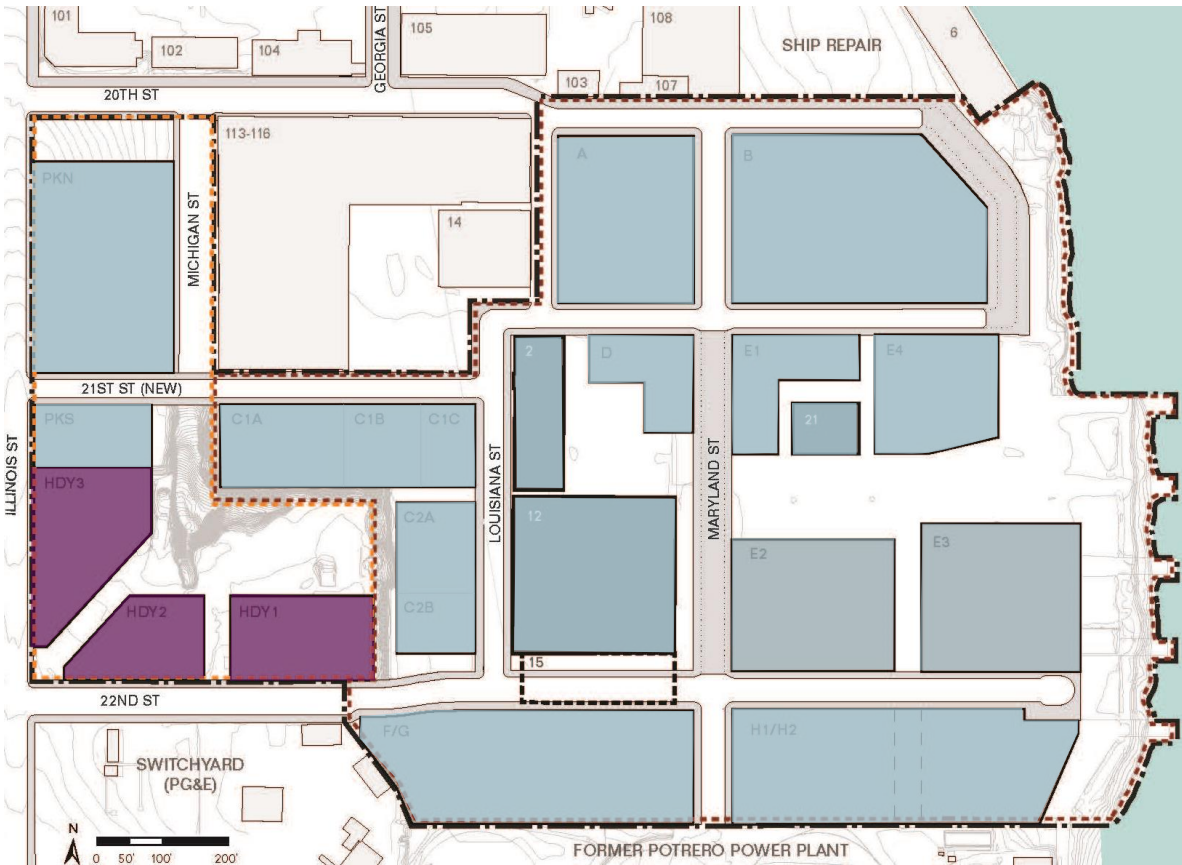 101
102
104
GEORGIA ST
105
108
SHIP REPAIR
6
103
107
20TH ST
113-116
A
B
PKN
MICHIGAN ST
14
21ST ST (NEW)
2
D
E1
E4
PKS
C1A
C1B
C1C
21
ILLINOIS ST
HDY3
LOUISIANA ST
MARYLAND ST
C2A
12
E2
E3
HDY2
HDY1
C2B
15
22ND ST
F/G
H1/H2
SWITCHYARD
(PG&E)
N
0 50' 100' 200'
FORMER POTRERO POWER PLANT